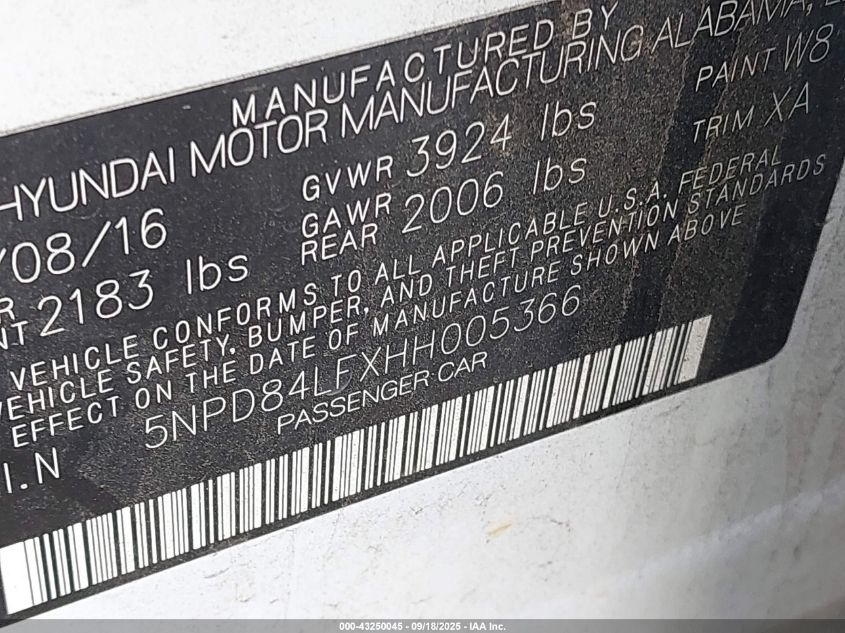 MANUFACTURED BY
HYUNDAI MOTOR MANUFACTURING ALABAMA,
/08/16 GVWR 3924 lbs PAINT W8
2183 lbs GAWR REAR 2006 lbs TRIM XA
VEHICLE CONFORMS TO ALL APPLICABLE U.S.A. FEDERAL
VEHICLE SAFETY, BUMPER, AND THEFT PREVENTION STANDARDS
EFFECT ON THE DATE OF MANUFACTURE SHOWN ABOVE
I.N 5NPD84LFXHH005366
PASSENGER CAR
000-43250045 - 09/18/2025 - IAA Inc.